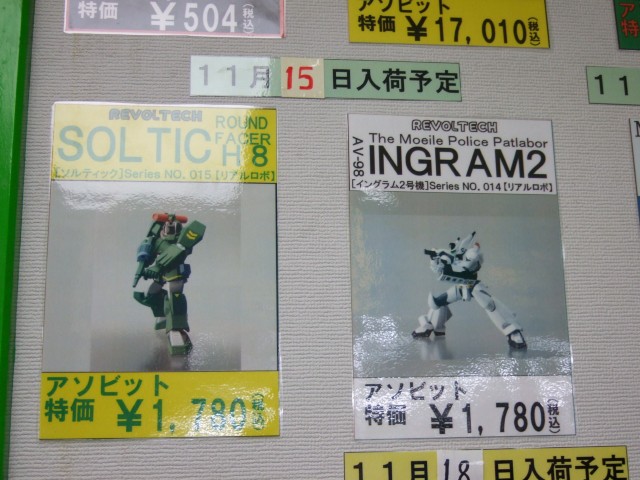 特価 ¥504(税込)
アソビット
特価 ¥17,010(税込)
11月15日入荷予定
11
REVOLTECH
SOLTIC
ROUND
FACER
H8
[ソルティック]Series NO. 015[リアルロボ]
アソビット
特価 ¥1,780(税込)
REVOLTECH
The Moeile Police Patlabor
AV-98
INGRAM2
[イングラム2号機]Series NO. 014[リアルロボ]
アソビット
特価 ¥1,780(税込)
11月18日入荷予定